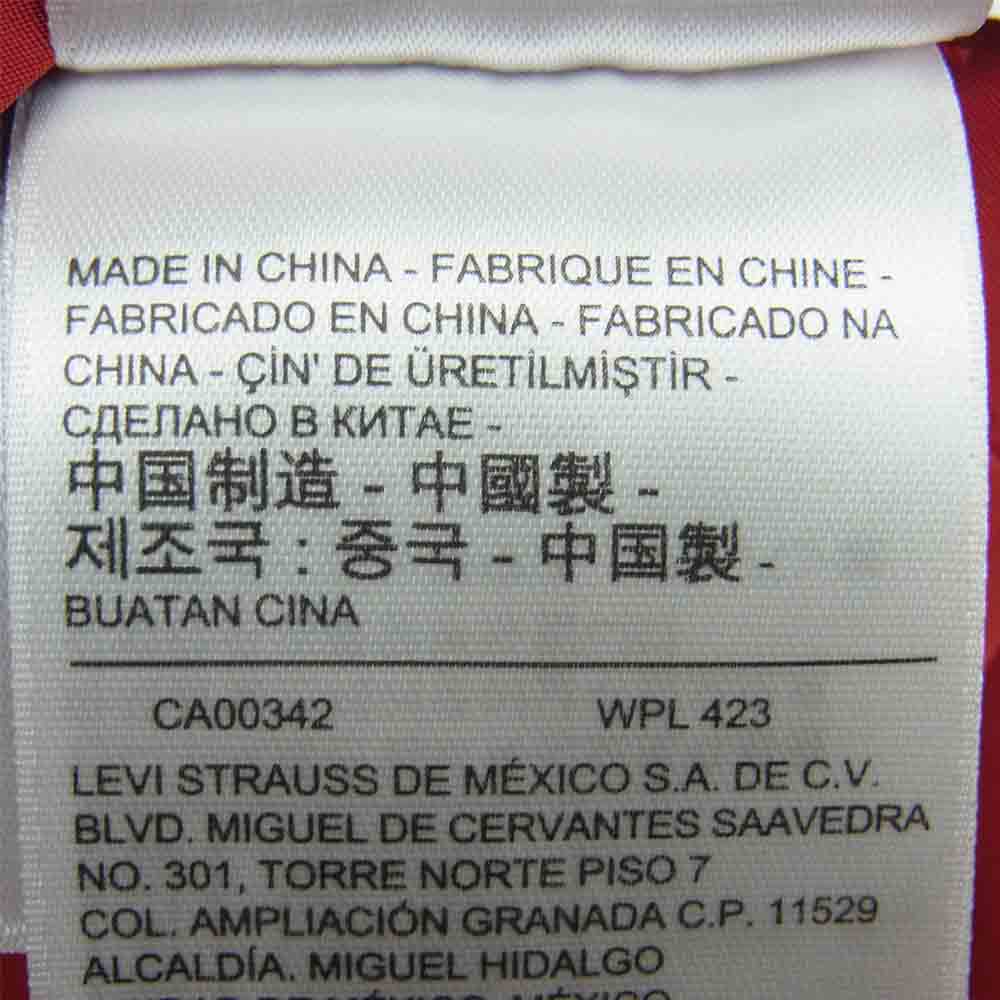 MADE IN CHINA - FABRIQUE EN CHINE -
FABRICADO EN CHINA - FABRICADO NA
CHINA - ÇİN' DE ÜRETİLMİŞTİR -
СДЕЛАНО В КИТАЕ -
中国制造 - 中國製 -
제조국 : 중국 - 中国製 -
BUATAN CINA
CA00342 WPL 423
LEVI STRAUSS DE MÉXICO S.A. DE C.V.
BLVD. MIGUEL DE CERVANTES SAAVEDRA
NO. 301, TORRE NORTE PISO 7
COL. AMPLIACIÓN GRANADA C.P. 11529
ALCALDÍA. MIGUEL HIDALGO
DE MÉXICO, MÉXICO